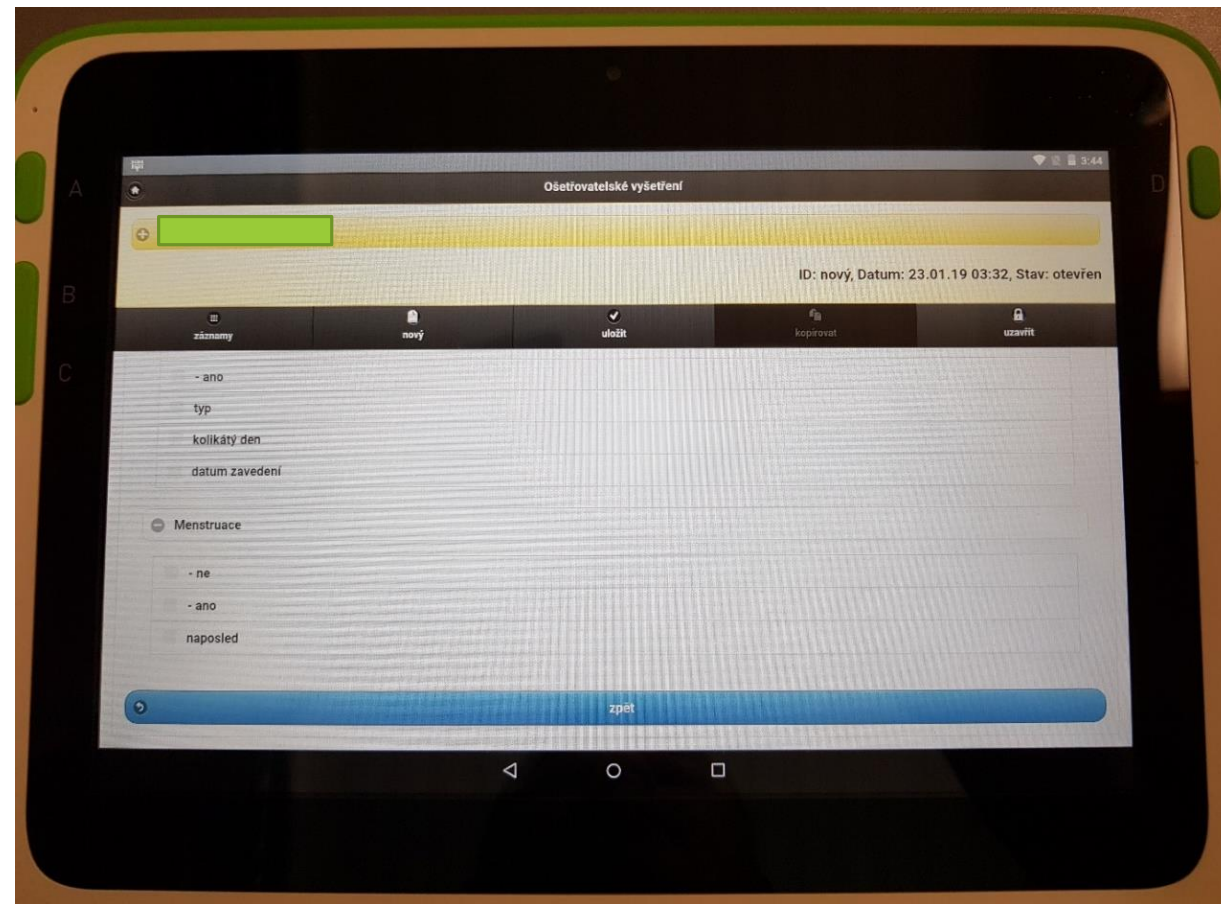 3:44
Ošetřovatelské vyšetření
ID: nový, Datum: 23.01.19 03:32, Stav: otevřen
záznamy nový uložit kopírovat uzavřít
- ano
typ
kolikátý den
datum zavedení
Menstruace
- ne
- ano
naposled
zpět
A
B
C
D